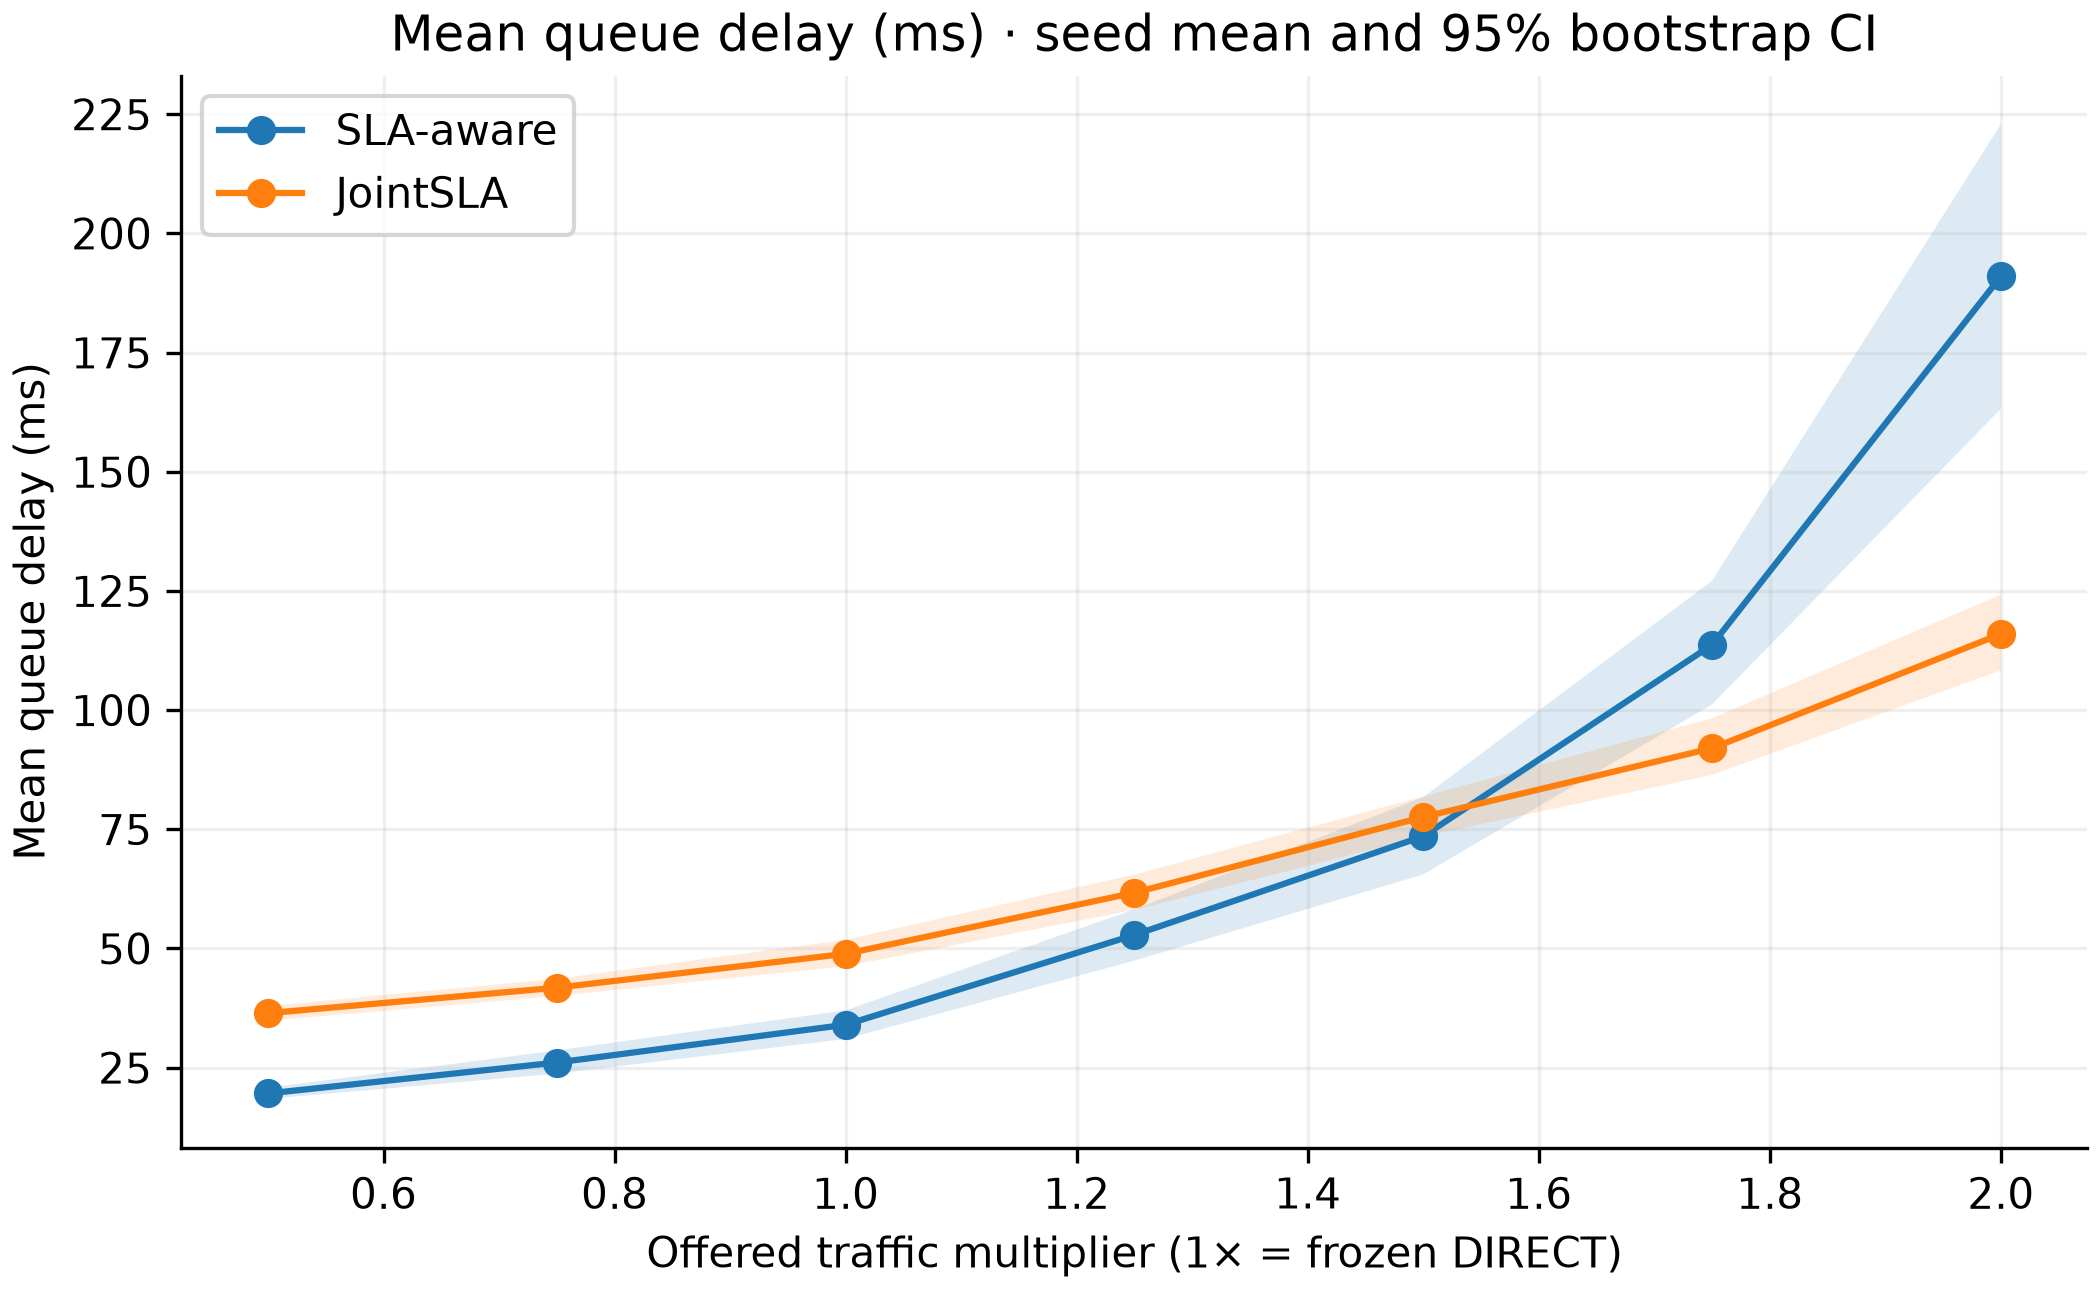 Mean queue delay (ms) · seed mean and 95% bootstrap CI
SLA-aware
JointSLA
Mean queue delay (ms)
225
200
175
150
125
100
75
50
25
0.6 0.8 1.0 1.2 1.4 1.6 1.8 2.0
Offered traffic multiplier (1× = frozen DIRECT)